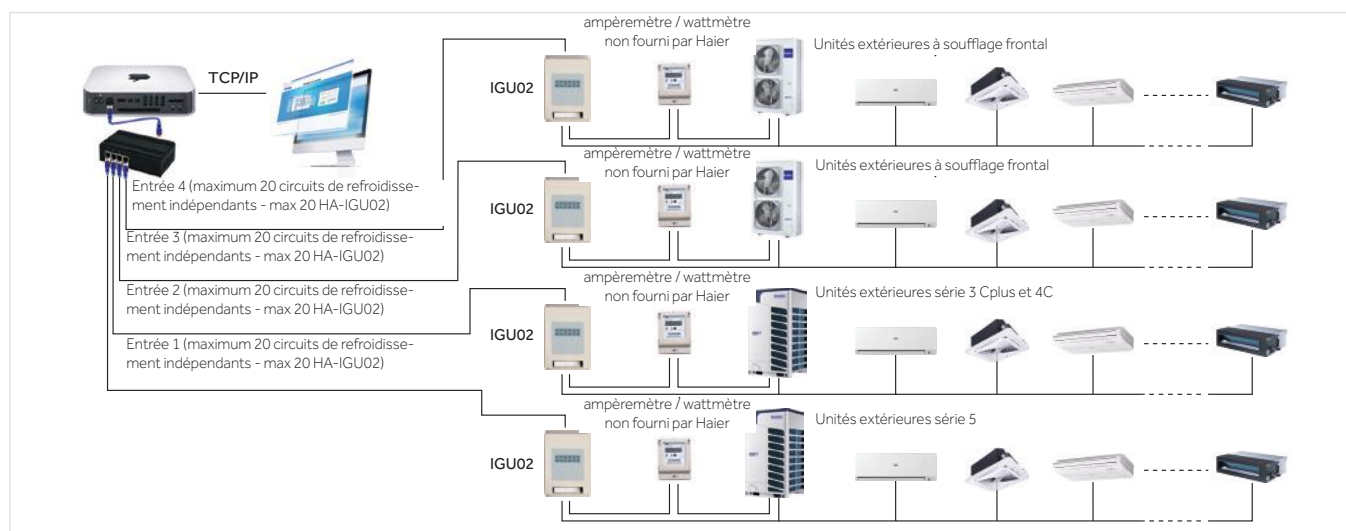 ampèremètre / wattmètre
non fourni par Haier
Unités extérieures à soufflage frontal
TCP/IP
IGU02
ampèremètre / wattmètre
non fourni par Haier
Unités extérieures à soufflage frontal
Entrée 4 (maximum 20 circuits de refroidisse-
ment indépendants - max 20 HA-IGU02)
IGU02
Entrée 3 (maximum 20 circuits de refroidisse-
ment indépendants - max 20 HA-IGU02)
ampèremètre / wattmètre
non fourni par Haier
Unités extérieures série 3 Cplus et 4C
Entrée 2 (maximum 20 circuits de refroidisse-
ment indépendants - max 20 HA-IGU02)
IGU02
Entrée 1 (maximum 20 circuits de refroidisse-
ment indépendants - max 20 HA-IGU02)
ampèremètre / wattmètre
non fourni par Haier
Unités extérieures série 5
IGU02